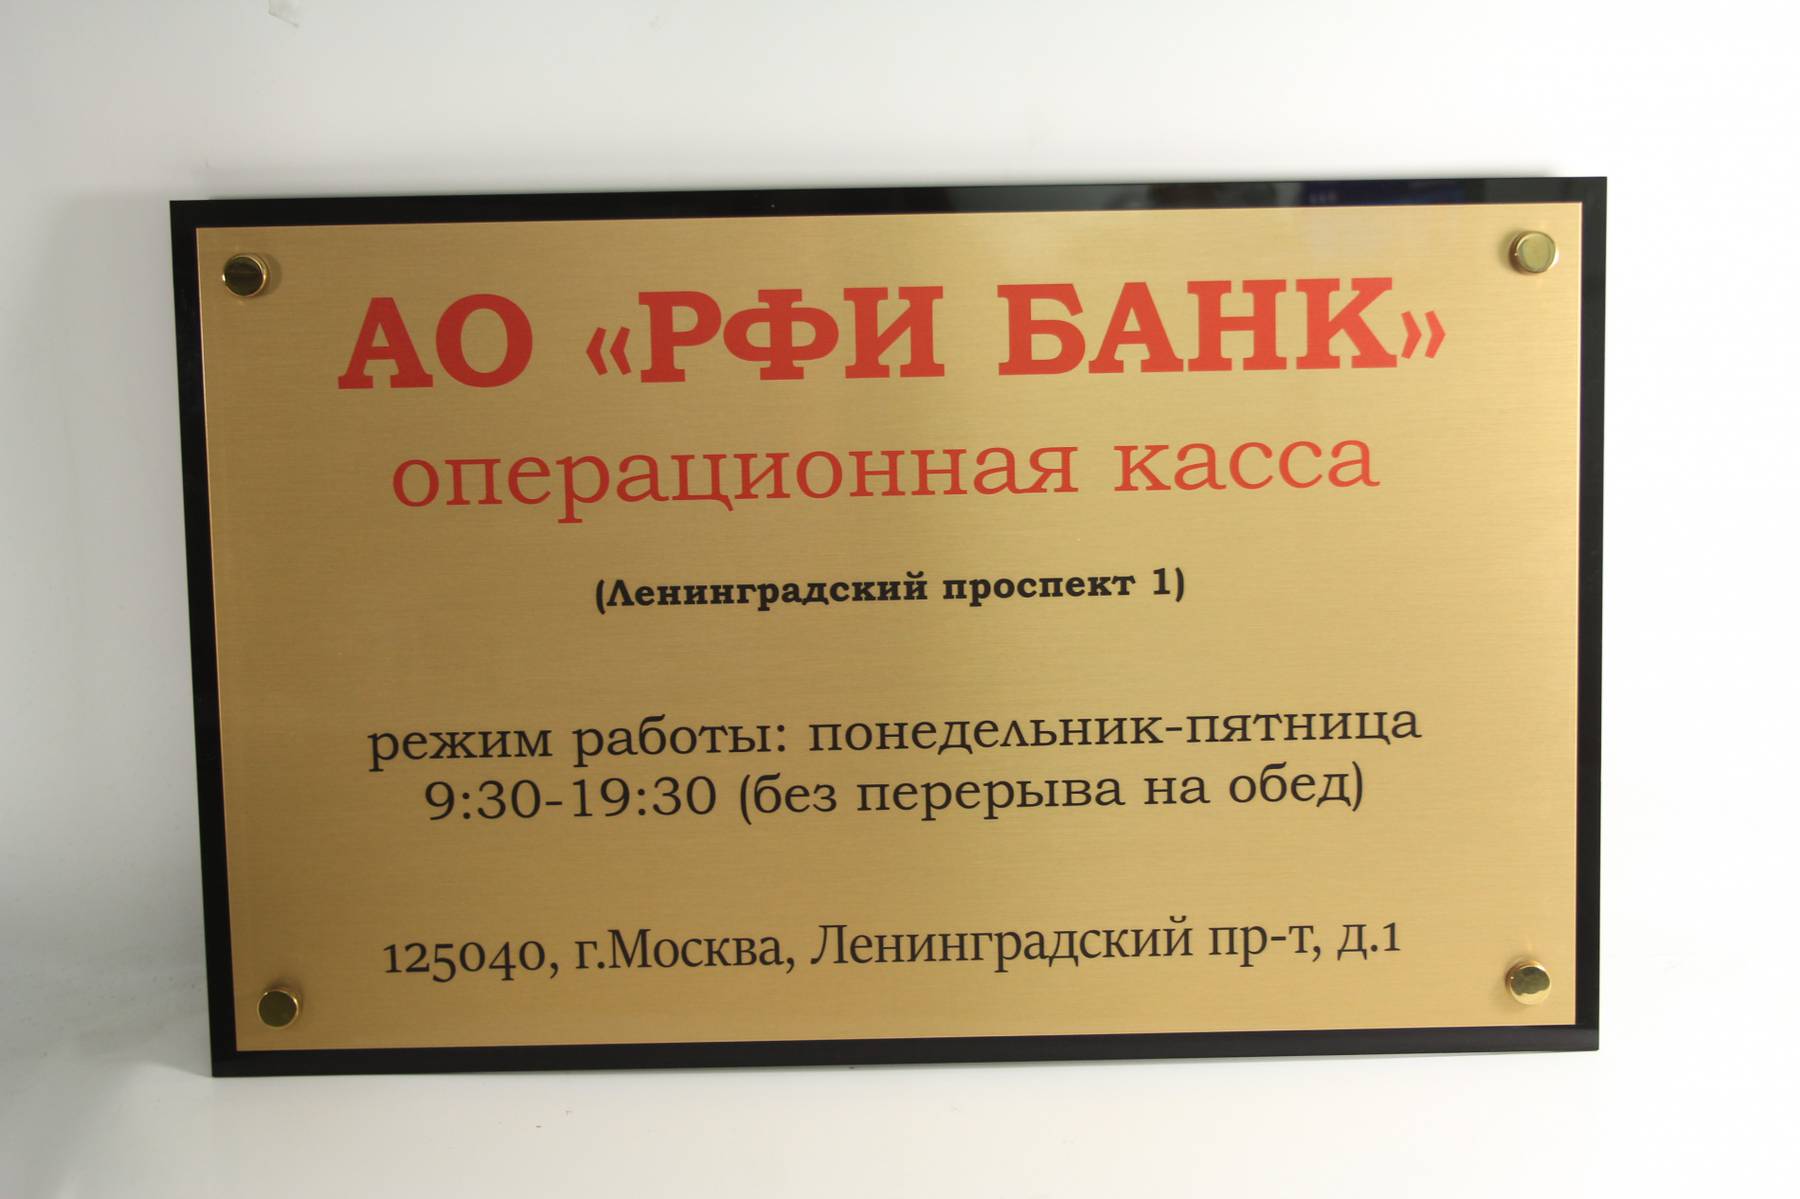 АО «РФИ БАНК»
операционная касса
(Ленинградский проспект 1)
режим работы: понедельник-пятница
9:30-19:30 (без перерыва на обед)
125040, г.Москва, Ленинградский пр-т, д.1